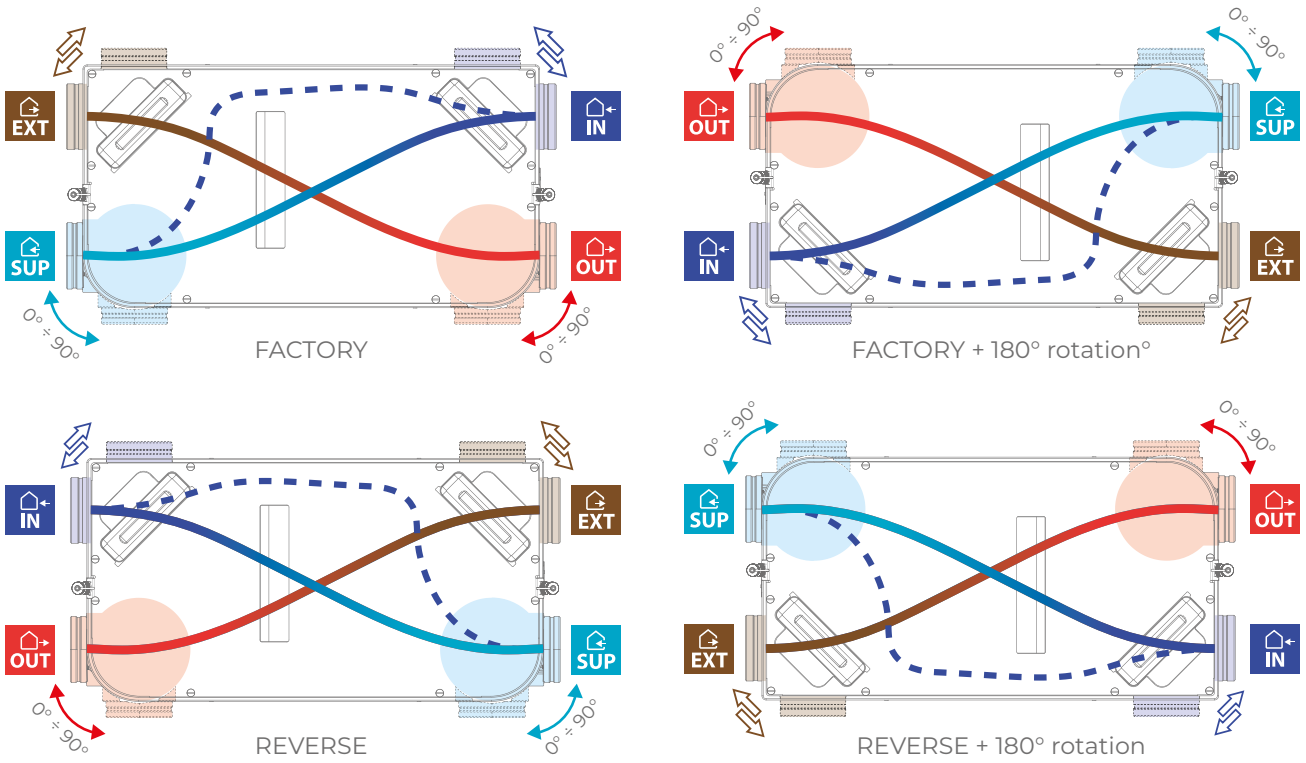 0° ÷ 90°
0° ÷ 90°
EXT
IN
OUT
SUP
SUP
OUT
IN
EXT
0° ÷ 90°
0° ÷ 90°
FACTORY
FACTORY + 180° rotation°
0° ÷ 90°
0° ÷ 90°
IN
EXT
SUP
OUT
OUT
SUP
EXT
IN
0° ÷ 90°
0° ÷ 90°
REVERSE
REVERSE + 180° rotation